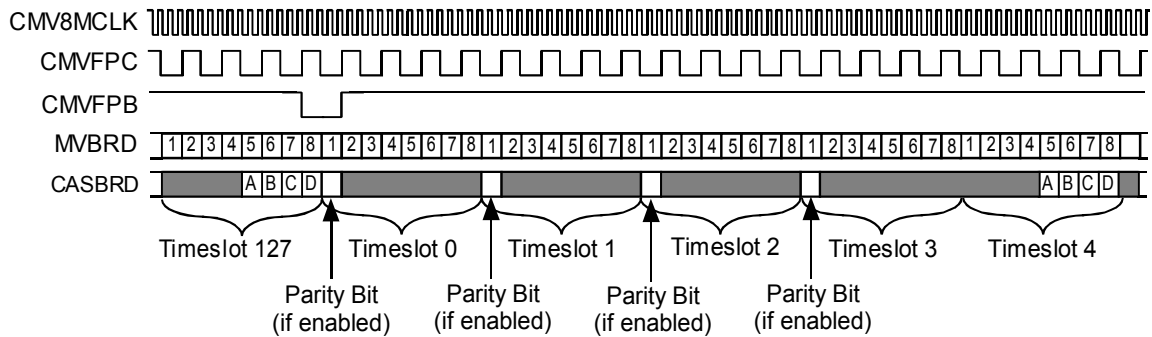 CMV8MCLK
CMVFPC
CMVFPB
MVBRD 1 2 3 4 5 6 7 8 1 2 3 4 5 6 7 8 1 2 3 4 5 6 7 8 1 2 3 4 5 6 7 8 1 2 3 4 5 6 7 8 1 2 3 4 5 6 7 8
CASBRD A B C D A B C D
Timeslot 127 Timeslot 0 Timeslot 1 Timeslot 2 Timeslot 3 Timeslot 4
Parity Bit Parity Bit Parity Bit Parity Bit
(if enabled) (if enabled) (if enabled) (if enabled)